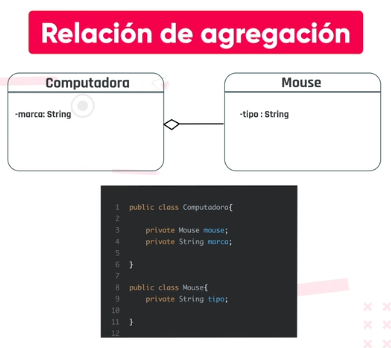 Relación de agregación
Computadora
-marca: String
Mouse
-tipo : String
1 public class Computadora{
2
3 private Mouse mouse;
4 private String marca;
5
6 }
7
8 public class Mouse{
9 private String tipo;
10
11 }
12